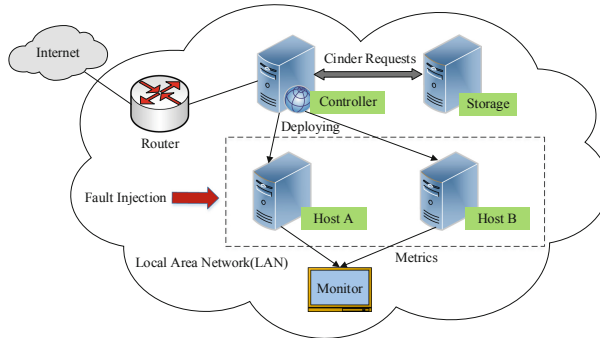 Internet
Cinder Requests
Controller
Storage
Router
Deploying
Fault Injection
Host A
Host B
Local Area Network(LAN)
Metrics
Monitor